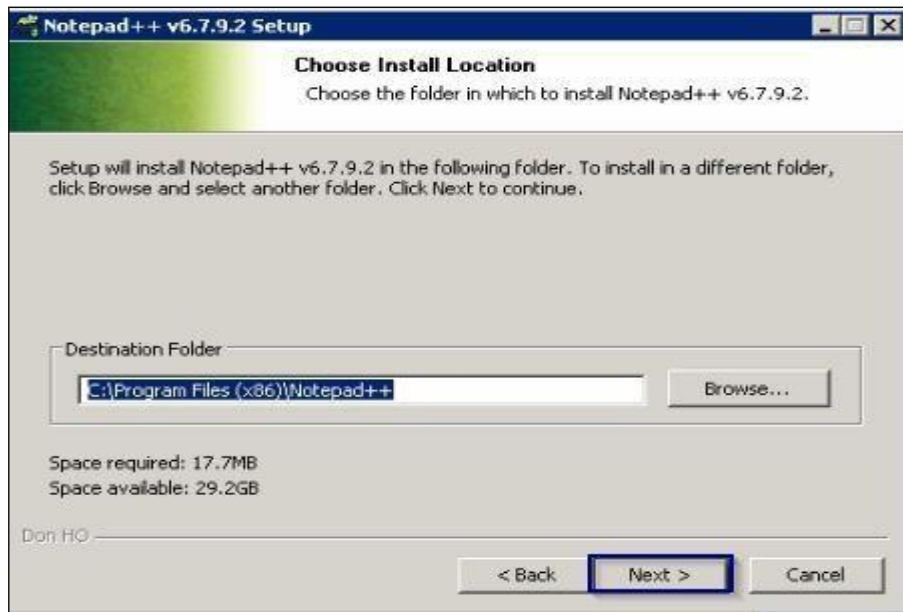 Notepad++ v6.7.9.2 Setup
Choose Install Location
Choose the folder in which to install Notepad++ v6.7.9.2.
Setup will install Notepad++ v6.7.9.2 in the following folder. To install in a different folder,
click Browse and select another folder. Click Next to continue.
Destination Folder
C:\Program Files (x86)\Notepad++
Browse...
Space required: 17.7MB
Space available: 29.2GB
Don HO
< Back Next > Cancel